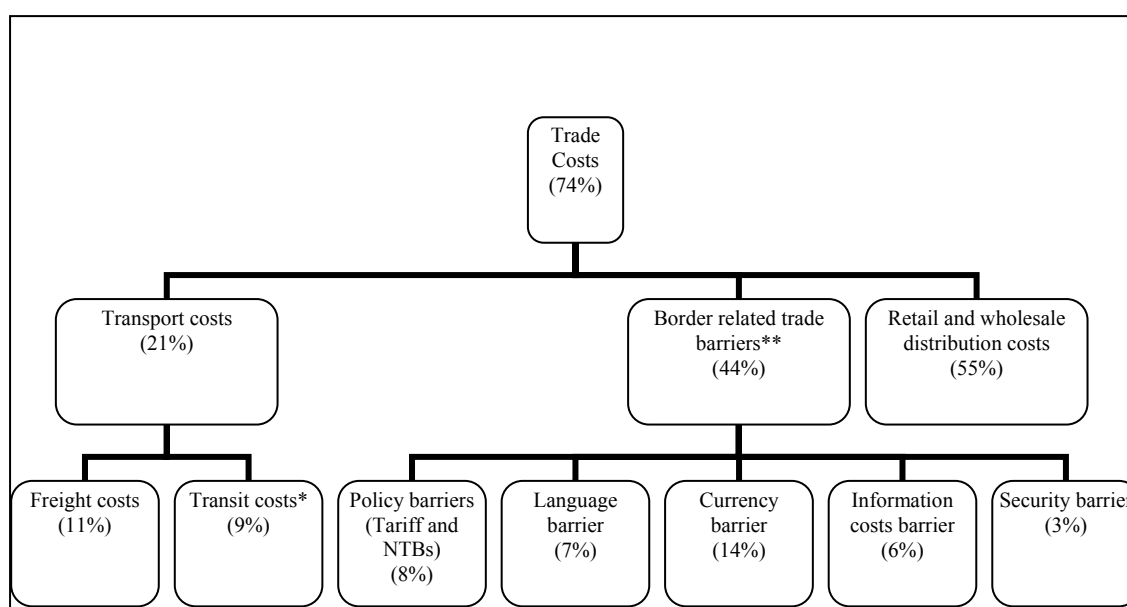 Trade
Costs
(74%)
Transport costs
(21%)
Border related trade
barriers**
(44%)
Retail and wholesale
distribution costs
(55%)
Freight costs
(11%)
Transit costs*
(9%)
Policy barriers
(Tariff and
NTBs)
(8%)
Language
barrier
(7%)
Currency
barrier
(14%)
Information
costs barrier
(6%)
Security barrier
(3%)